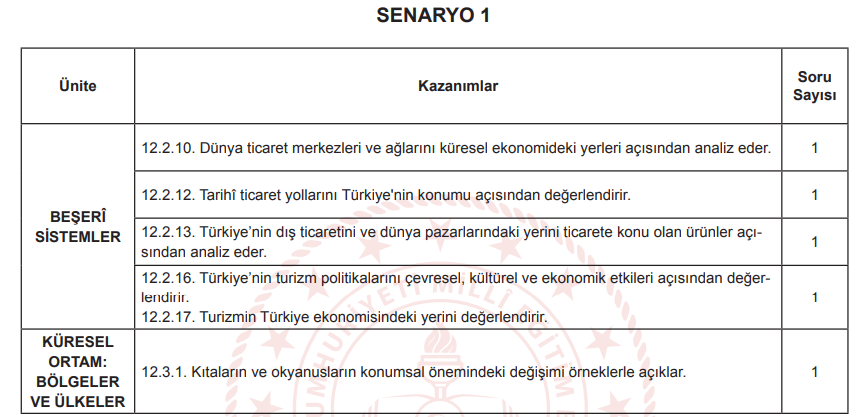 SENARYO 1
Ünite
Kazanımlar
Soru
Sayısı
BEŞERÎ
SİSTEMLER
12.2.10. Dünya ticaret merkezleri ve ağlarını küresel ekonomideki yerleri açısından analiz eder.
1
12.2.12. Tarihî ticaret yollarını Türkiye'nin konumu açısından değerlendirir.
1
12.2.13. Türkiye'nin dış ticaretini ve dünya pazarlarındaki yerini ticarete konu olan ürünler açı-
sından analiz eder.
1
12.2.16. Türkiye'nin turizm politikalarını çevresel, kültürel ve ekonomik etkileri açısından değer-
lendirir.
12.2.17. Turizmin Türkiye ekonomisindeki yerini değerlendirir.
1
KÜRESEL
ORTAM:
BÖLGELER
VE ÜLKELER
12.3.1. Kıtaların ve okyanusların konumsal önemindeki değişimi örneklerle açıklar.
1